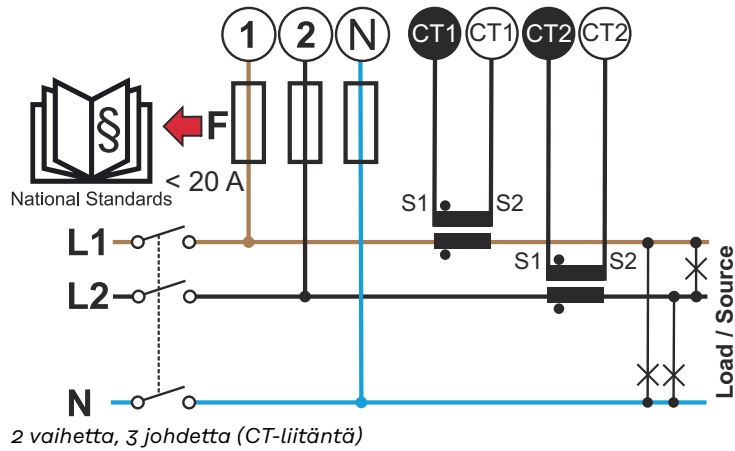 1 2 N CT1 CT1 CT2 CT2
§
F
< 20 A
National Standards
S1 S2
L1
S1 S2
L2
Load / Source
N
2 vaihetta, 3 johdetta (CT-liitäntä)